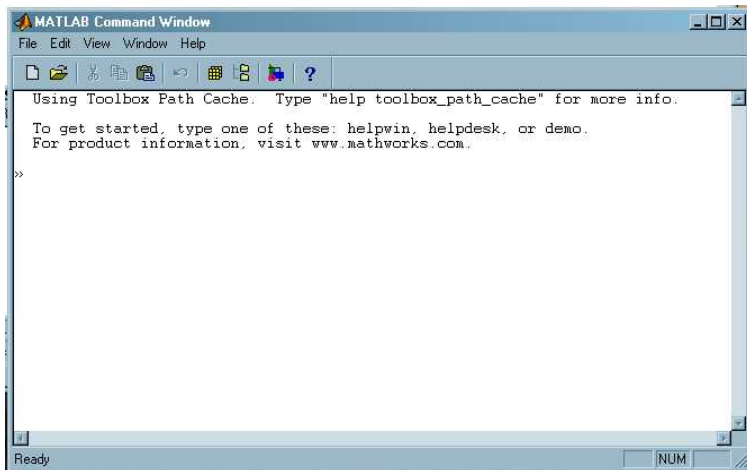 MATLAB Command Window
File Edit View Window Help
?
Using Toolbox Path Cache. Type "help toolbox_path_cache" for more info.
To get started, type one of these: helpwin, helpdesk, or demo.
For product information, visit www.mathworks.com.
»
Ready NUM